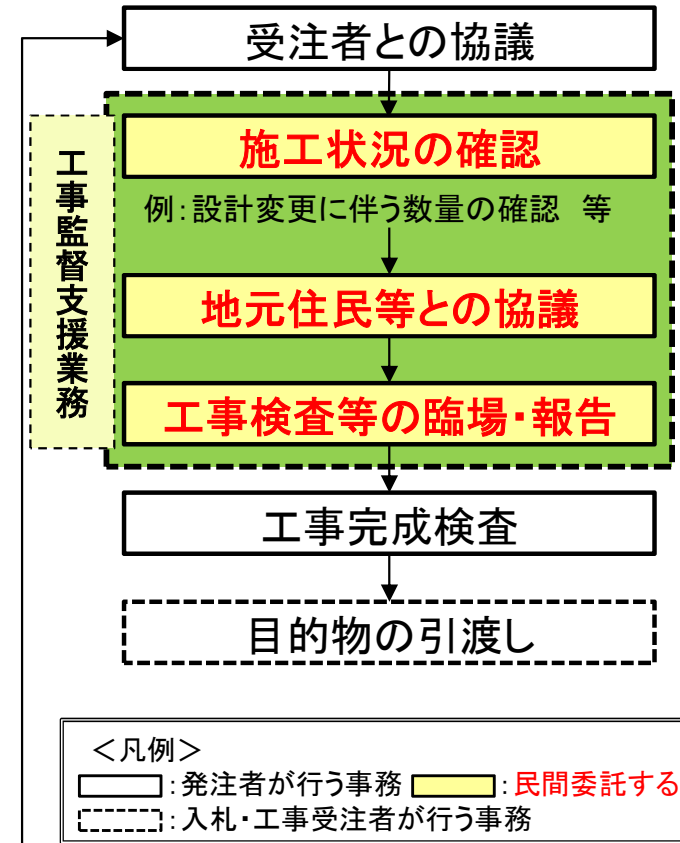 受注者との協議
工事監督支援業務
施工状況の確認
例：設計変更に伴う数量の確認　等
地元住民等との協議
工事検査等の臨場・報告
工事完成検査
目的物の引渡し
＜凡例＞
：発注者が行う事務　：民間委託する
：入札・工事受注者が行う事務